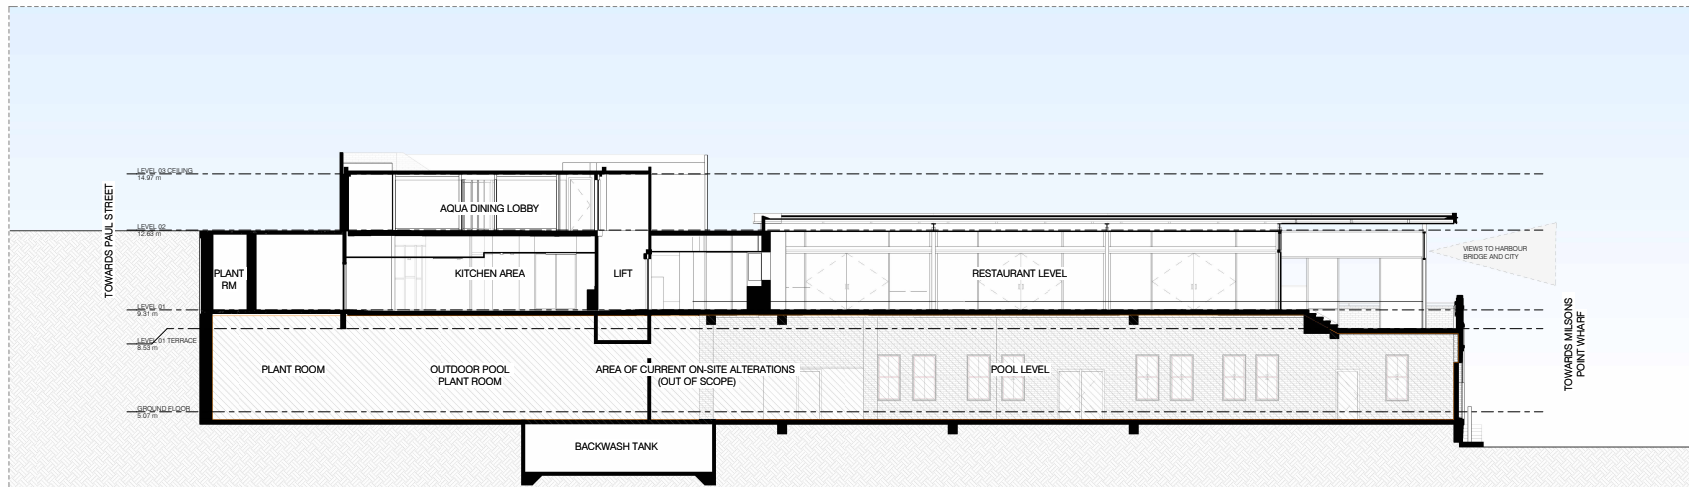 LEVEL 03 CEILING
14.97 m
TOWARDS PAUL STREET
AQUA DINING LOBBY
LEVEL 02
12.63 m
VIEWS TO HARBOUR
BRIDGE AND CITY
PLANT
RM
KITCHEN AREA
LIFT
RESTAURANT LEVEL
LEVEL 01
9.31 m
TOWARDS MILSONS
POINT WHARF
LEVEL 01 TERRACE
8.53 m
PLANT ROOM
OUTDOOR POOL
PLANT ROOM
AREA OF CURRENT ON-SITE ALTERATIONS
(OUT OF SCOPE)
POOL LEVEL
GROUND FLOOR
5.07 m
BACKWASH TANK